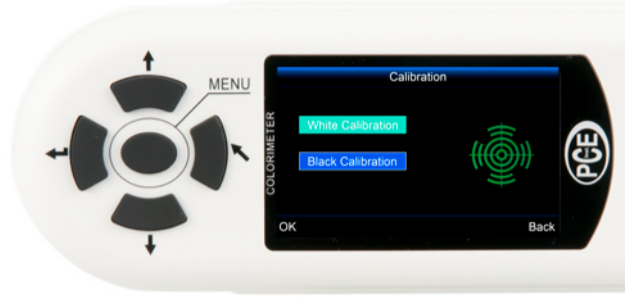 MENU
COLORIMETER
Calibration
White Calibration
Black Calibration
OK
Back
PCE